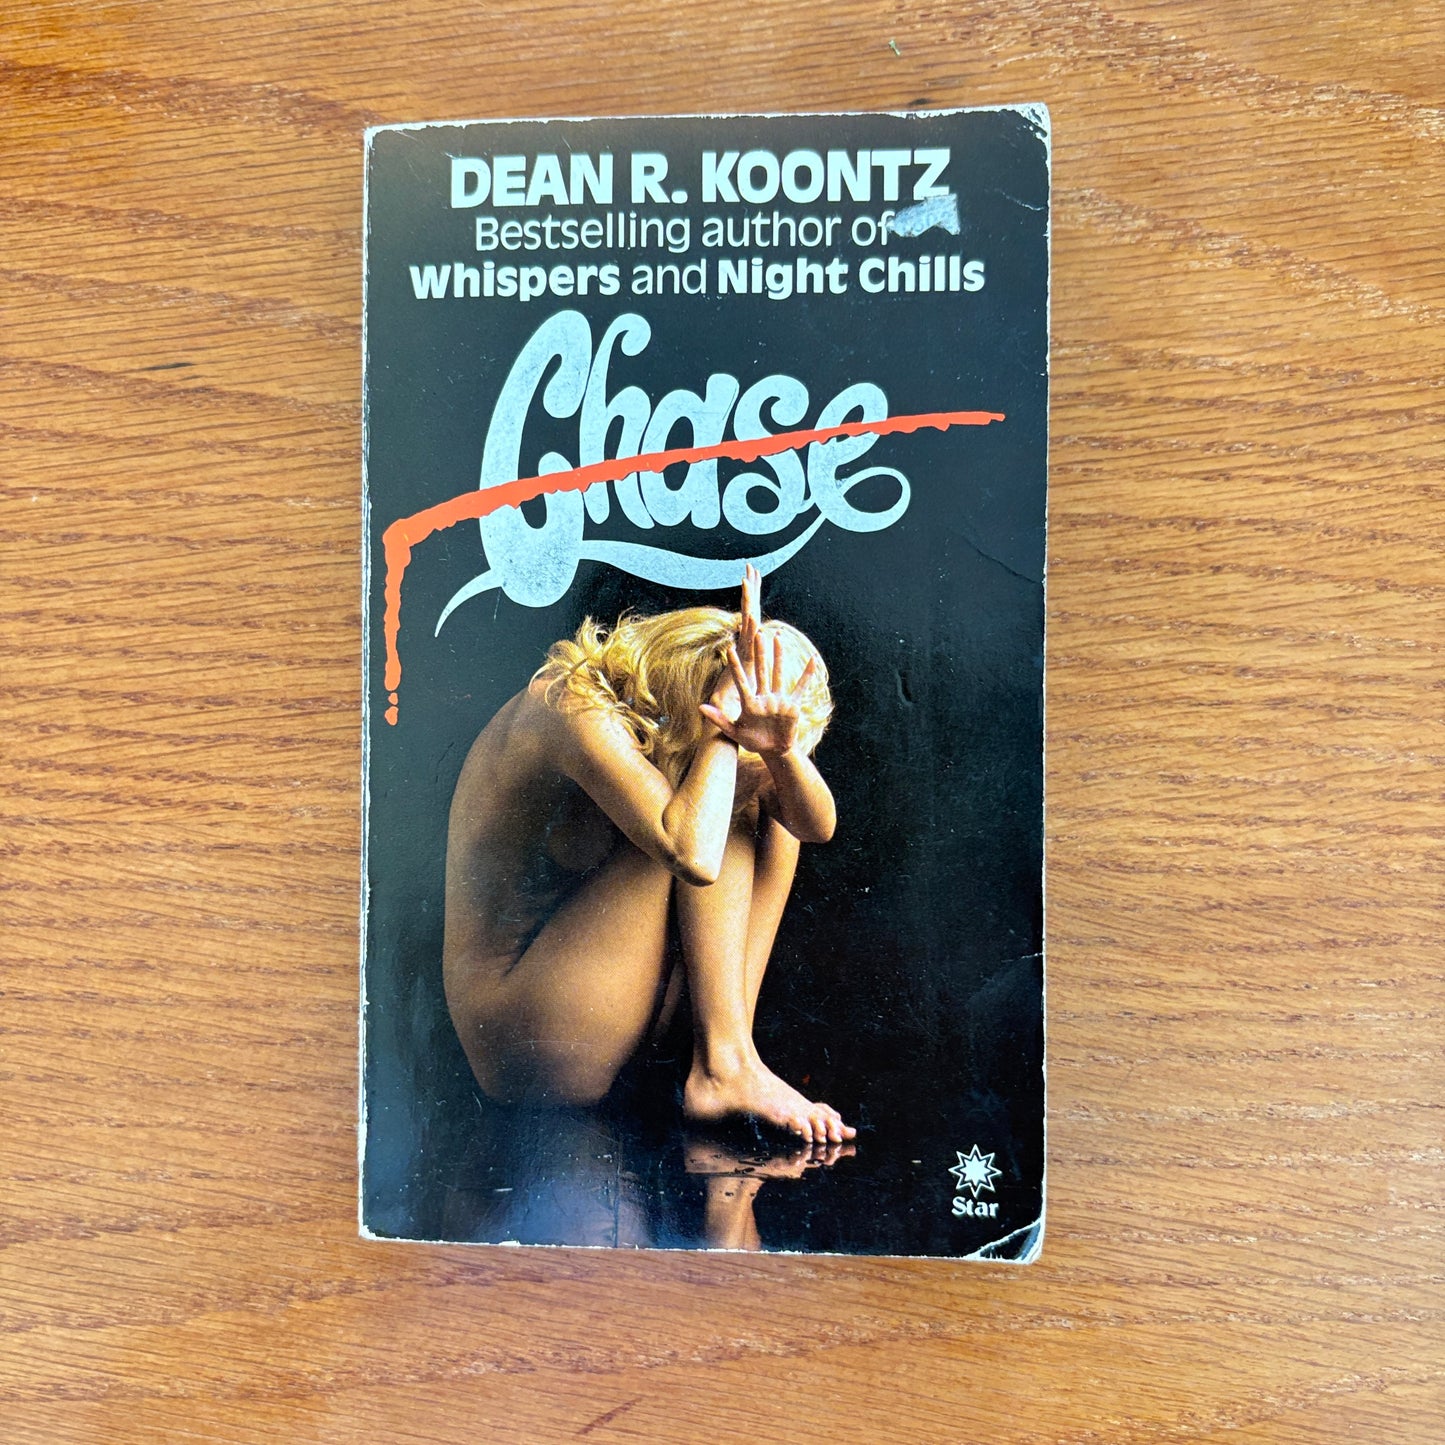 DEAN R. KOONTZ
Bestselling author of
Whispers and Night Chills
Chase
Star